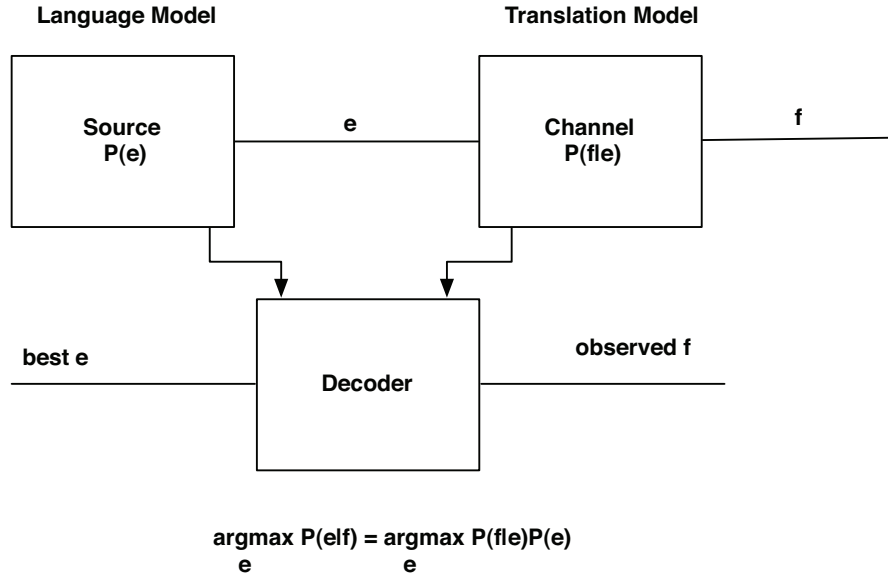 Language Model
Translation Model
Source
P(e)
e
Channel
P(f|e)
f
best e
Decoder
observed f
argmax P(e|f) = argmax P(f|e)P(e)
e e